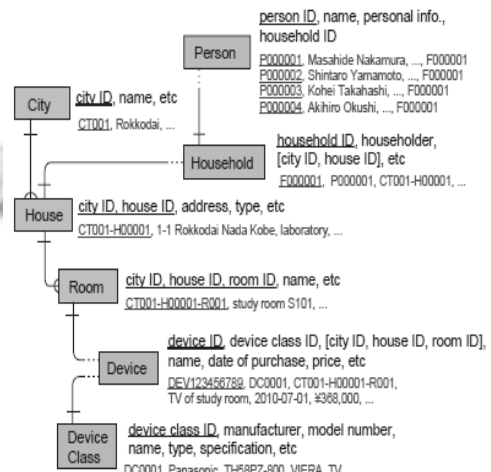 person ID, name, personal info.,
household ID
Person
P000001, Masahide Nakamura, ..., F000001
P000002, Shintaro Yamamoto, ..., F000001
P000003, Kohei Takahashi, ..., F000001
P000004, Akihiro Okushi, ..., F000001
City
city ID, name, etc
CT001, Rokkodai, ...
household ID, householder,
[city ID, house ID], etc
Household
F000001, P000001, CT001-H00001, ...
House
city ID, house ID, address, type, etc
CT001-H00001, 1-1 Rokkodai Nada Kobe, laboratory, ...
Room
city ID, house ID, room ID, name, etc
CT001-H00001-R001, study room S101, ...
device ID, device class ID, [city ID, house ID, room ID],
name, date of purchase, price, etc
Device
DEV123456789, DC0001, CT001-H00001-R001,
TV of study room, 2010-07-01, ¥368,000, ...
Device
Class
device class ID, manufacturer, model number,
name, type, specification, etc
DC0001, Panasonic, TH58PZ-800, VIERA, TV